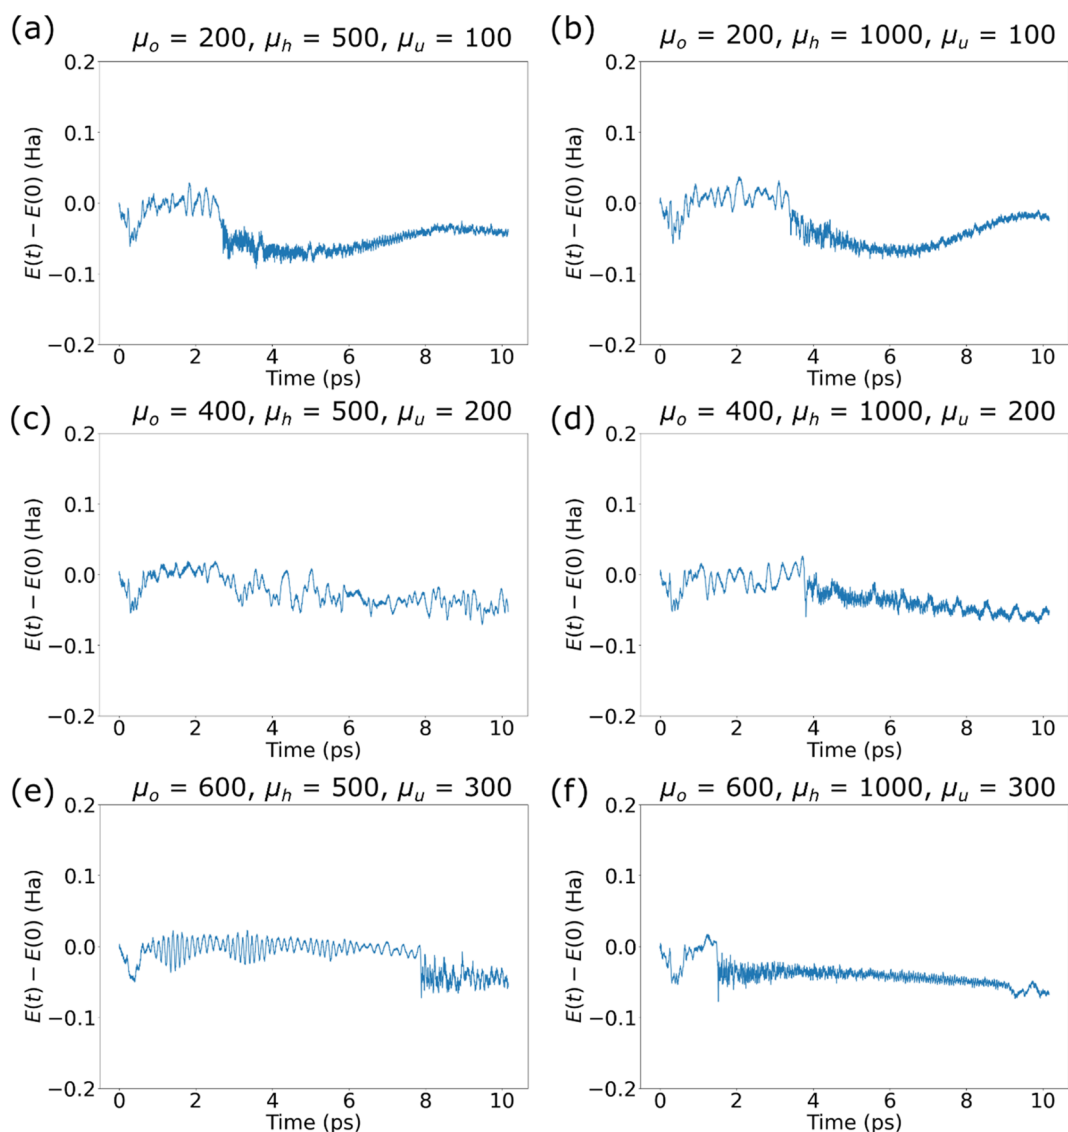 (a) μo = 200, μh = 500, μu = 100
E(t) − E(0) (Ha)
0.2
0.1
0.0
−0.1
−0.2
0 2 4 6 8 10
Time (ps)
(b) μo = 200, μh = 1000, μu = 100
E(t) − E(0) (Ha)
0.2
0.1
0.0
−0.1
−0.2
0 2 4 6 8 10
Time (ps)
(c) μo = 400, μh = 500, μu = 200
E(t) − E(0) (Ha)
0.2
0.1
0.0
−0.1
−0.2
0 2 4 6 8 10
Time (ps)
(d) μo = 400, μh = 1000, μu = 200
E(t) − E(0) (Ha)
0.2
0.1
0.0
−0.1
−0.2
0 2 4 6 8 10
Time (ps)
(e) μo = 600, μh = 500, μu = 300
E(t) − E(0) (Ha)
0.2
0.1
0.0
−0.1
−0.2
0 2 4 6 8 10
Time (ps)
(f) μo = 600, μh = 1000, μu = 300
E(t) − E(0) (Ha)
0.2
0.1
0.0
−0.1
−0.2
0 2 4 6 8 10
Time (ps)